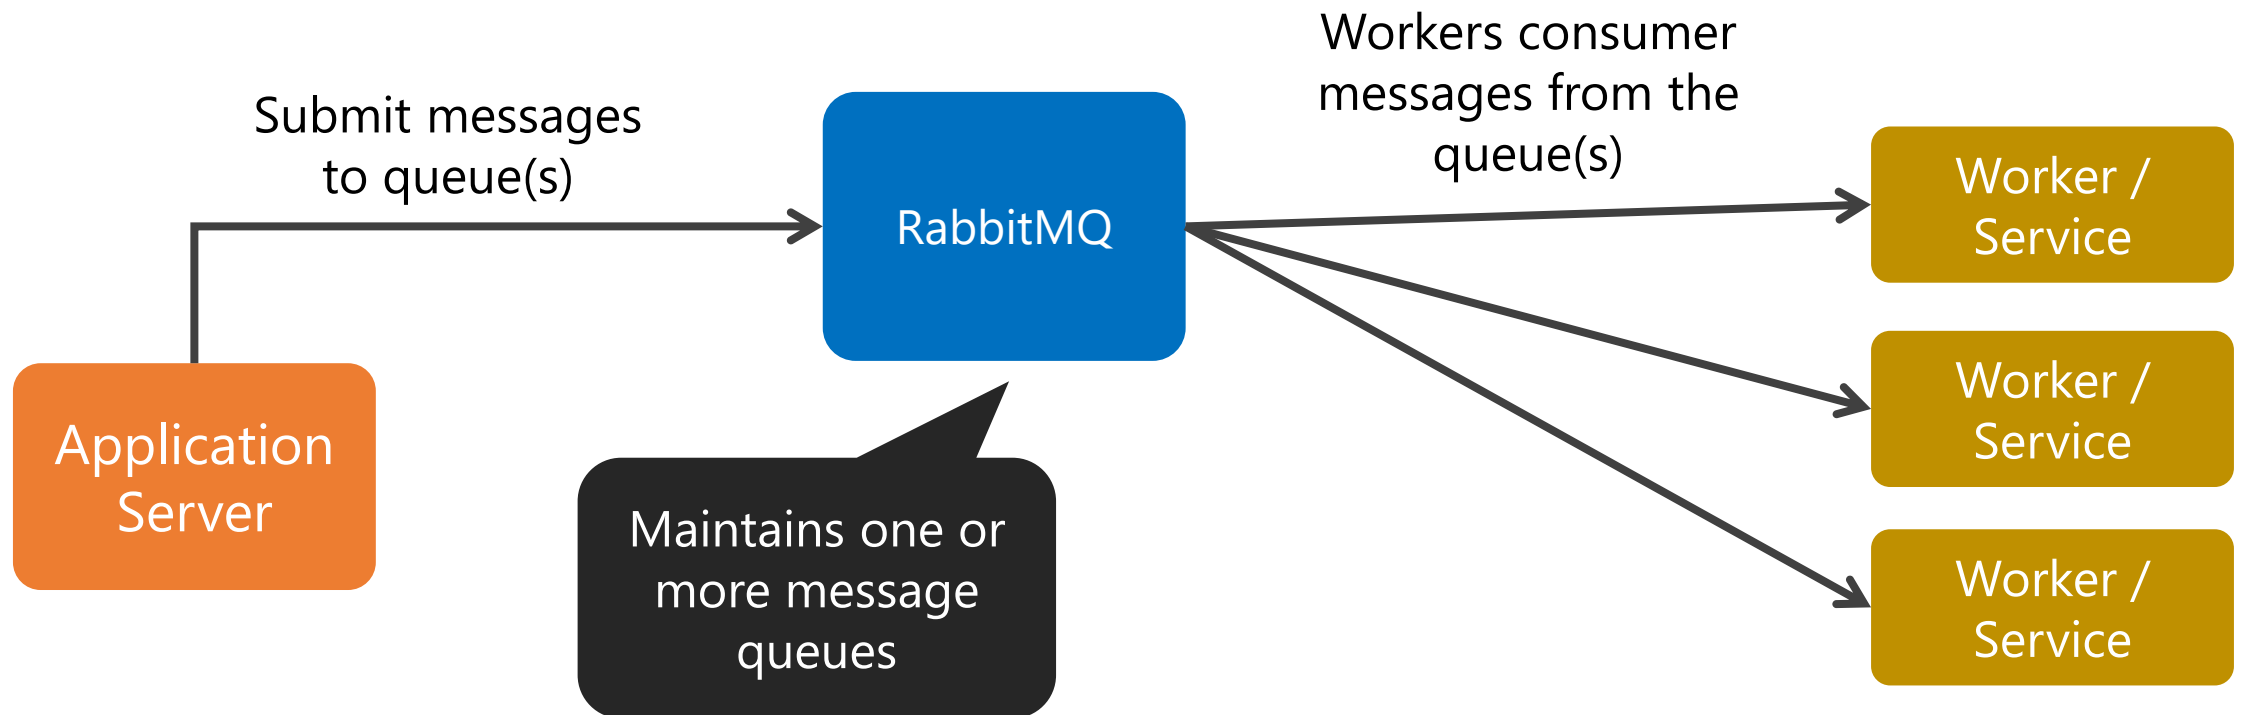 Submit messages
to queue(s)
Workers consumer
messages from the
queue(s)
RabbitMQ
Application
Server
Maintains one or
more message
queues
Worker /
Service
Worker /
Service
Worker /
Service